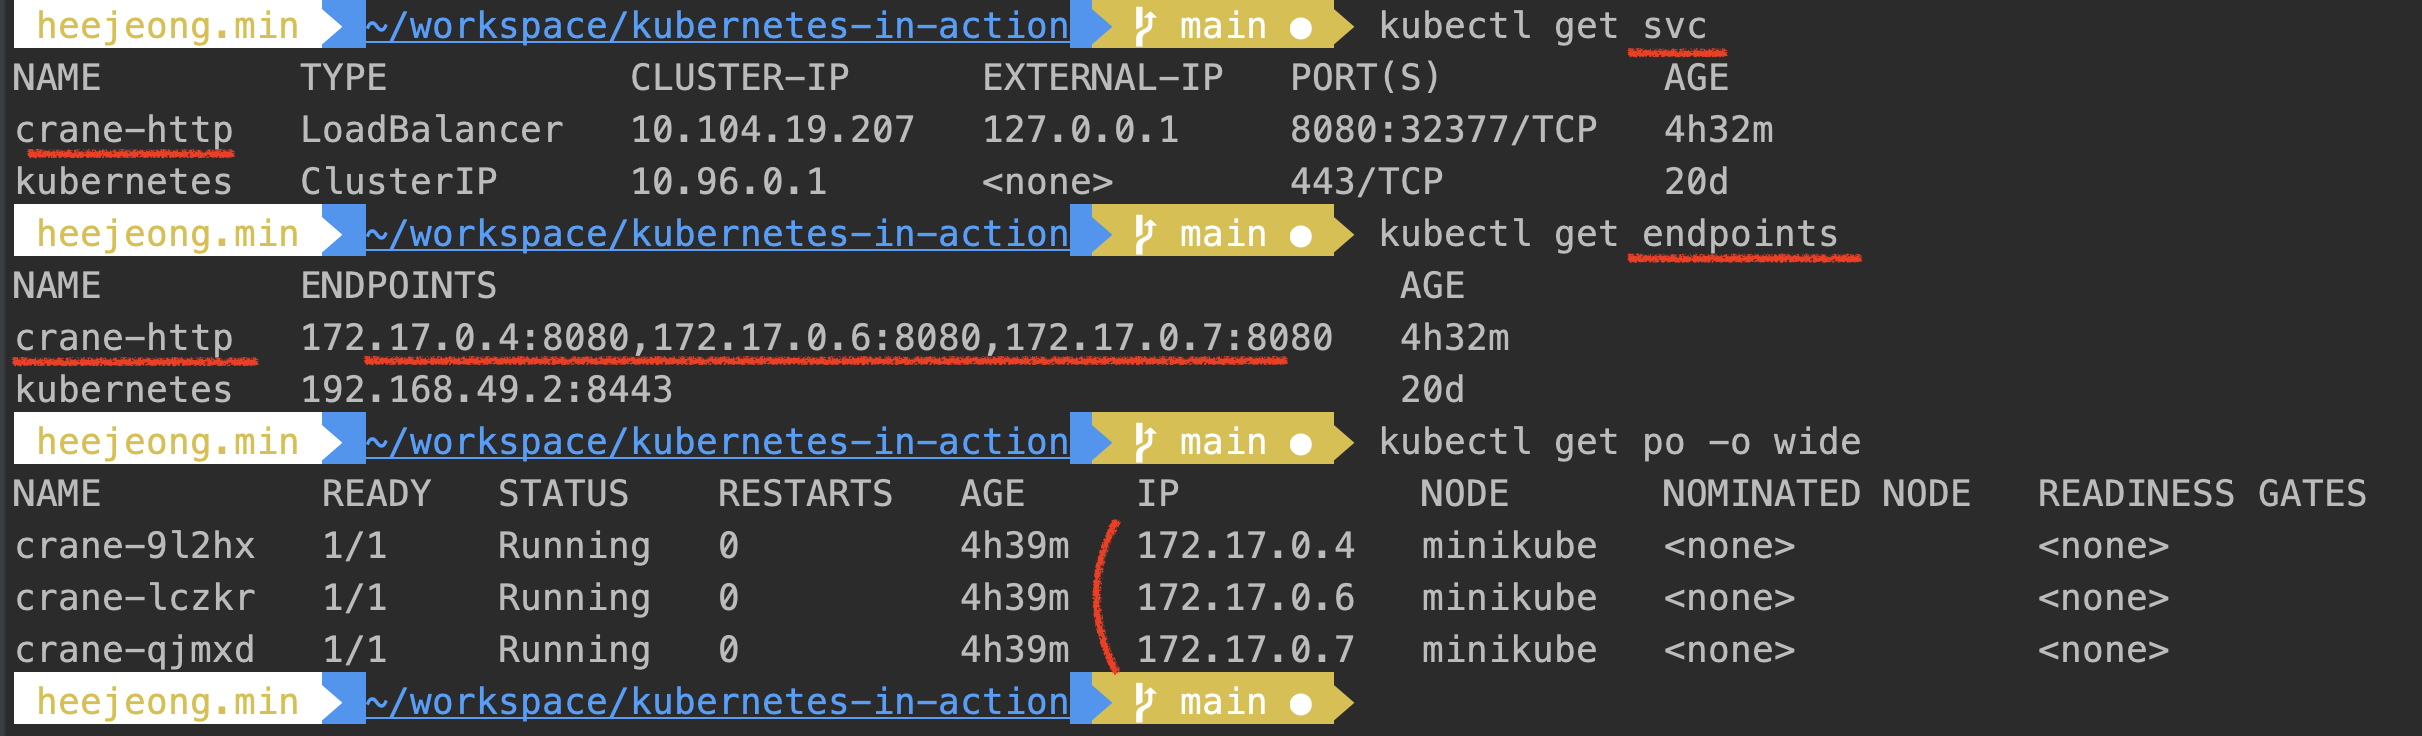 heejeong.min ~/workspace/kubernetes-in-action main ● kubectl get svc
NAME TYPE CLUSTER-IP EXTERNAL-IP PORT(S) AGE
crane-http LoadBalancer 10.104.19.207 127.0.0.1 8080:32377/TCP 4h32m
kubernetes ClusterIP 10.96.0.1 <none> 443/TCP 20d
heejeong.min ~/workspace/kubernetes-in-action main ● kubectl get endpoints
NAME ENDPOINTS AGE
crane-http 172.17.0.4:8080,172.17.0.6:8080,172.17.0.7:8080 4h32m
kubernetes 192.168.49.2:8443 20d
heejeong.min ~/workspace/kubernetes-in-action main ● kubectl get po -o wide
NAME READY STATUS RESTARTS AGE IP NODE NOMINATED NODE READINESS GATES
crane-9l2hx 1/1 Running 0 4h39m 172.17.0.4 minikube <none> <none>
crane-lczkr 1/1 Running 0 4h39m 172.17.0.6 minikube <none> <none>
crane-qjmxd 1/1 Running 0 4h39m 172.17.0.7 minikube <none> <none>
heejeong.min ~/workspace/kubernetes-in-action main ●